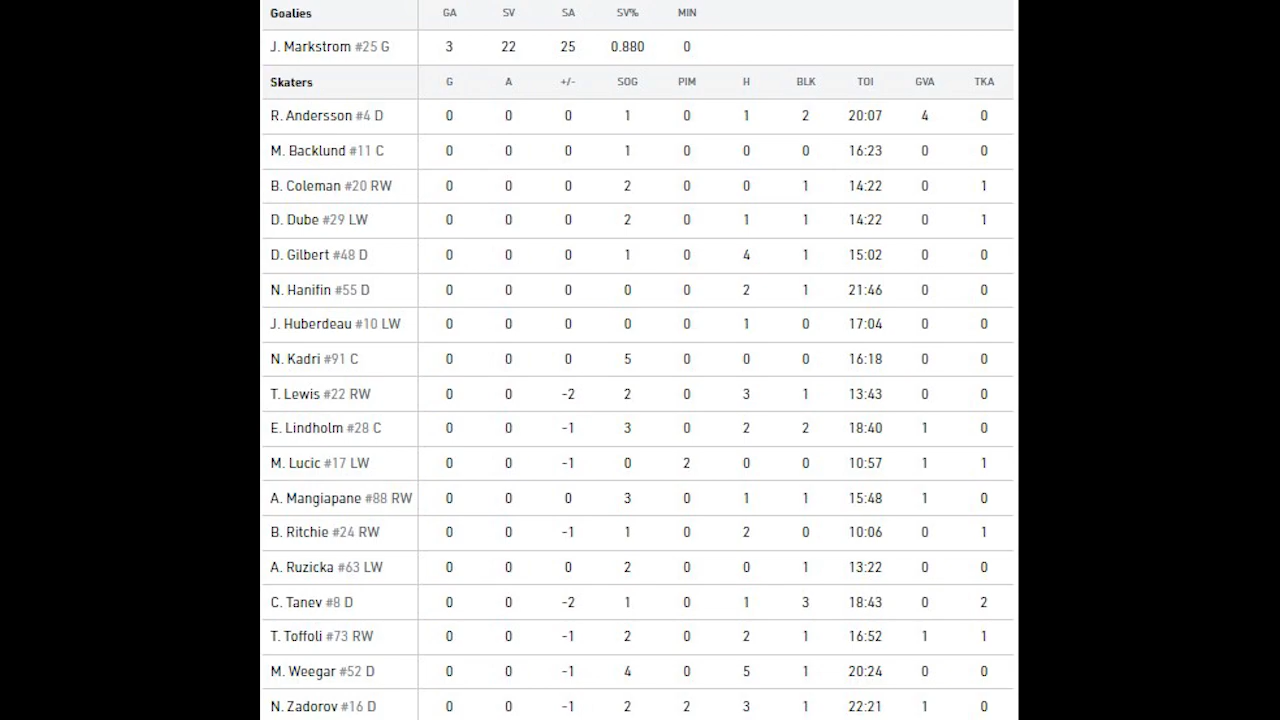 Goalies GA SV SA SV% MIN
J. Markstrom #25 G 3 22 25 0.880 0
Skaters G A +/- SOG PIM H BLK TOI GVA TKA
R. Andersson #4 D 0 0 0 1 0 1 2 20:07 4 0
M. Backlund #11 C 0 0 0 1 0 0 0 16:23 0 0
B. Coleman #20 RW 0 0 0 2 0 0 1 14:22 0 1
D. Dube #29 LW 0 0 0 2 0 1 1 14:22 0 1
D. Gilbert #48 D 0 0 0 1 0 4 1 15:02 0 0
N. Hanifin #55 D 0 0 0 0 0 2 1 21:46 0 0
J. Huberdeau #10 LW 0 0 0 0 0 1 0 17:04 0 0
N. Kadri #91 C 0 0 0 5 0 0 0 16:18 0 0
T. Lewis #22 RW 0 0 -2 2 0 3 1 13:43 0 0
E. Lindholm #28 C 0 0 -1 3 0 2 2 18:40 1 0
M. Lucic #17 LW 0 0 -1 0 2 0 0 10:57 1 1
A. Mangiapane #88 RW 0 0 0 3 0 1 1 15:48 1 0
B. Ritchie #24 RW 0 0 -1 1 0 2 0 10:06 0 1
A. Ruzicka #63 LW 0 0 0 2 0 0 1 13:22 0 0
C. Tanev #8 D 0 0 -2 1 0 1 3 18:43 0 2
T. Toffoli #73 RW 0 0 -1 2 0 2 1 16:52 1 1
M. Weegar #52 D 0 0 -1 4 0 5 1 20:24 0 0
N. Zadorov #16 D 0 0 -1 2 2 3 1 22:21 1 0